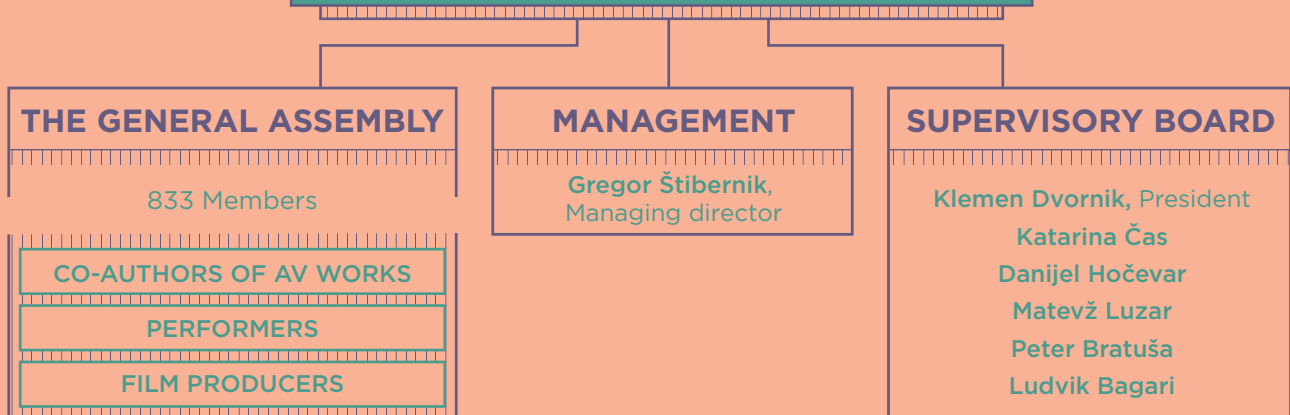 THE GENERAL ASSEMBLY
833 Members
CO-AUTHORS OF AV WORKS
PERFORMERS
FILM PRODUCERS
MANAGEMENT
Gregor Štibernik,
Managing director
SUPERVISORY BOARD
Klemen Dvornik, President
Katarina Čas
Danijel Hočevar
Matevž Luzar
Peter Bratuša
Ludvik Bagari